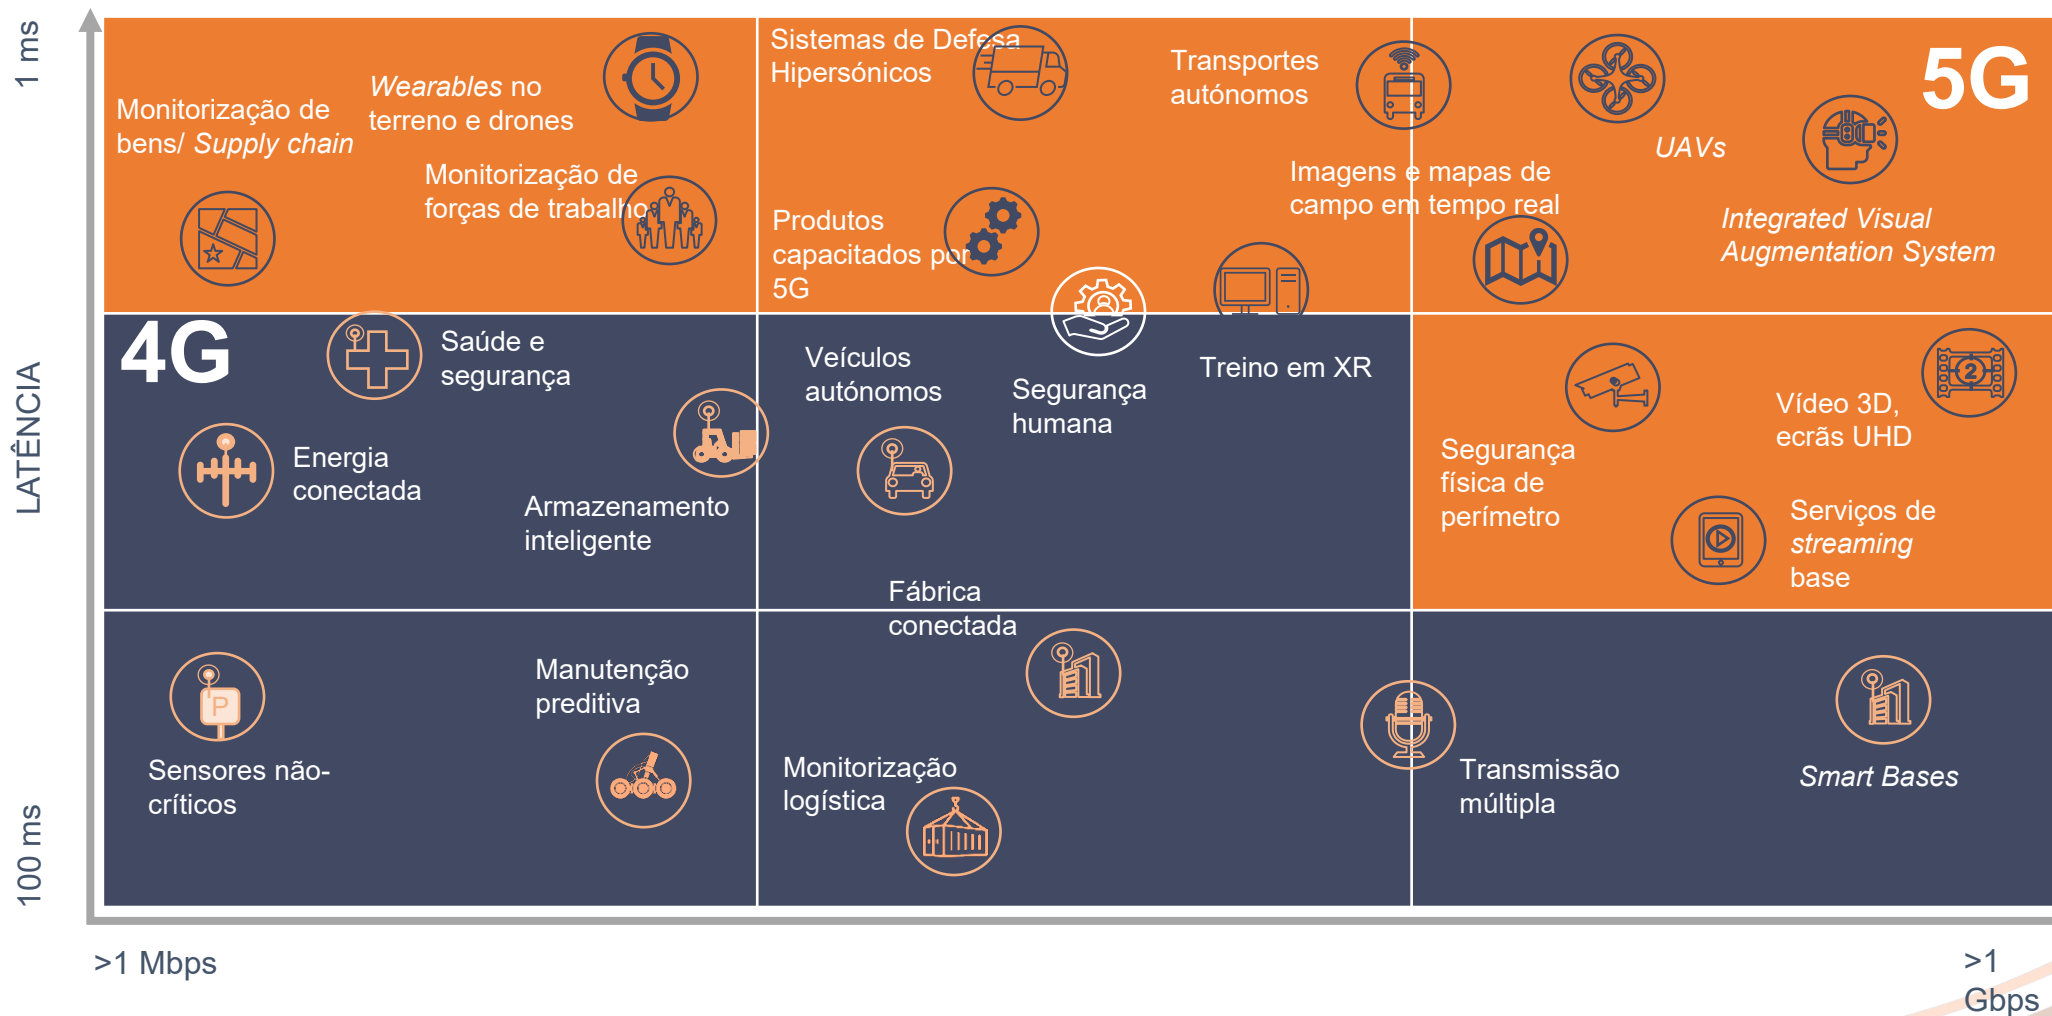 1 ms
LATÊNCIA
100 ms
Monitorização de
bens/ Supply chain
Wearables no
terreno e drones
Monitorização de
forças de trabalho
Sistemas de Defesa
Hipersónicos
Transportes
autónomos
Produtos
capacitados por
5G
Imagens e mapas de
campo em tempo real
UAVs
5G
Integrated Visual
Augmentation System
4G
Saúde e
segurança
Energia
conectada
Armazenamento
inteligente
Veículos
autónomos
Segurança
humana
Treino em XR
Segurança
física de
perímetro
2
Vídeo 3D,
ecrãs UHD
Serviços de
streaming
base
Fábrica
conectada
P
Sensores não-
críticos
Manutenção
preditiva
Monitorização
logística
Transmissão
múltipla
Smart Bases
>1 Mbps
>1
Gbps